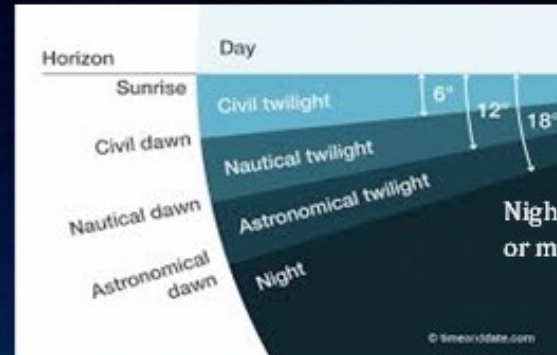 Day
Horizon
Sunrise
Civil twilight
6°
12°
18°
Civil dawn
Nautical twilight
Nautical dawn
Astronomical twilight
Astronomical
dawn
Night
or
© timeanddate.com